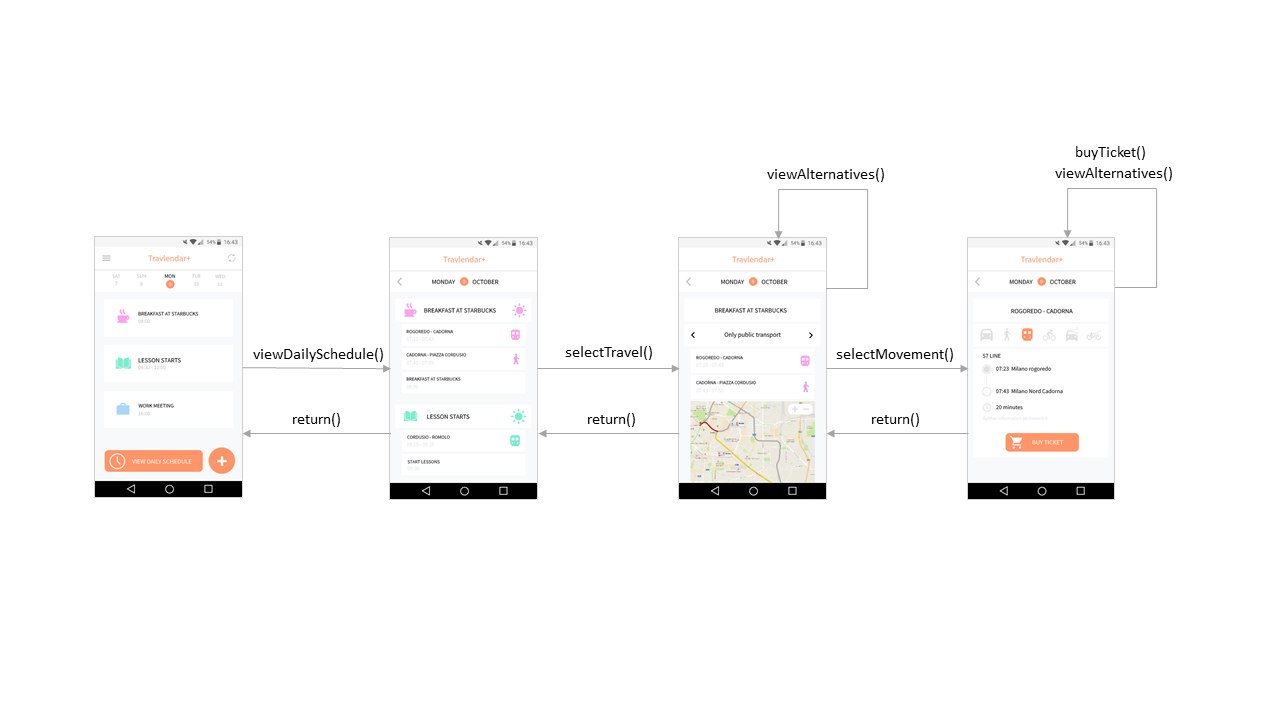 buyTicket()
viewAlternatives()
viewAlternatives()
54% 16:43
Travlendar+
SAT SUN MON TUE WED
7 8 9 10 11
BREAKFAST AT STARBUCKS
08:00
LESSON STARTS
09:30 - 12:00
WORK MEETING
16:00
VIEW DAILY SCHEDULE
+
viewDailySchedule()
return()
54% 16:43
Travlendar+
MONDAY 9 OCTOBER
BREAKFAST AT STARBUCKS
ROGOREDO - CADORNA
CADORNA - PIAZZA CORDUSIO
BREAKFAST AT STARBUCKS
LESSON STARTS
CORDUSIO - ROMOLO
START LESSONS
selectTravel()
return()
54% 16:43
Travlendar+
MONDAY 9 OCTOBER
BREAKFAST AT STARBUCKS
Only public transport
ROGOREDO - CADORNA
CADORNA - PIAZZA CORDUSIO
selectMovement()
return()
54% 16:43
Travlendar+
MONDAY 9 OCTOBER
ROGOREDO - CADORNA
ST LINE
07:23 Milano rogoredo
07:43 Milano Nord Cadorna
20 minutes
BUY TICKET